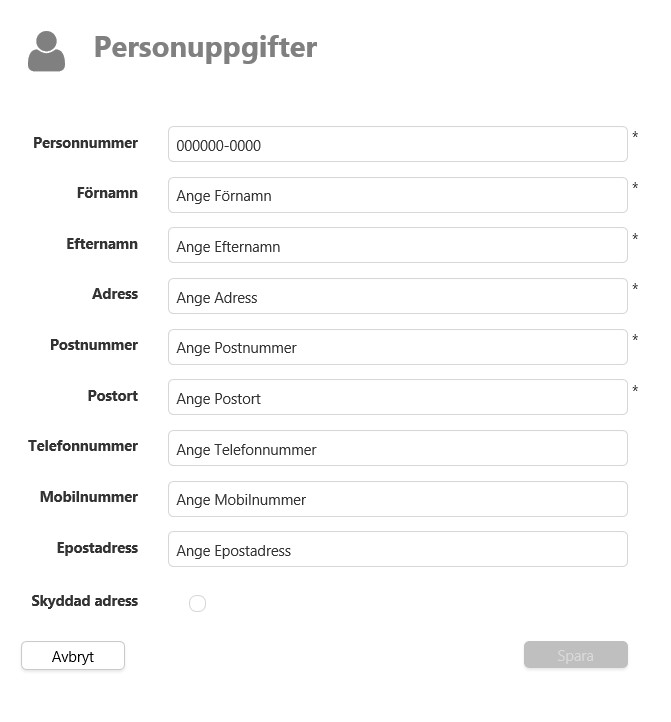 Personuppgifter
Personnummer 000000-0000 *
Förnamn Ange Förnamn *
Efternamn Ange Efternamn *
Adress Ange Adress *
Postnummer Ange Postnummer *
Postort Ange Postort *
Telefonnummer Ange Telefonnummer
Mobilnummer Ange Mobilnummer
Epostadress Ange Epostadress
Skyddad adress
Avbryt Spara